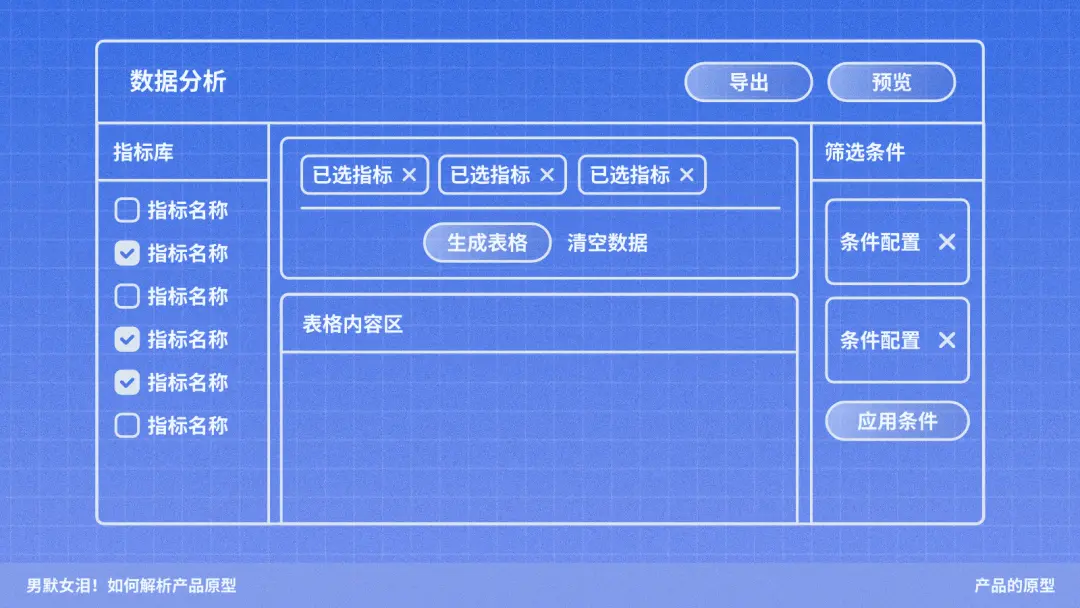 数据分析
导出
预览
指标库
指标名称
指标名称
指标名称
指标名称
指标名称
指标名称
已选指标
已选指标
已选指标
生成表格
清空数据
表格内容区
筛选条件
条件配置
条件配置
应用条件
男默女泪！如何解析产品原型
产品的原型